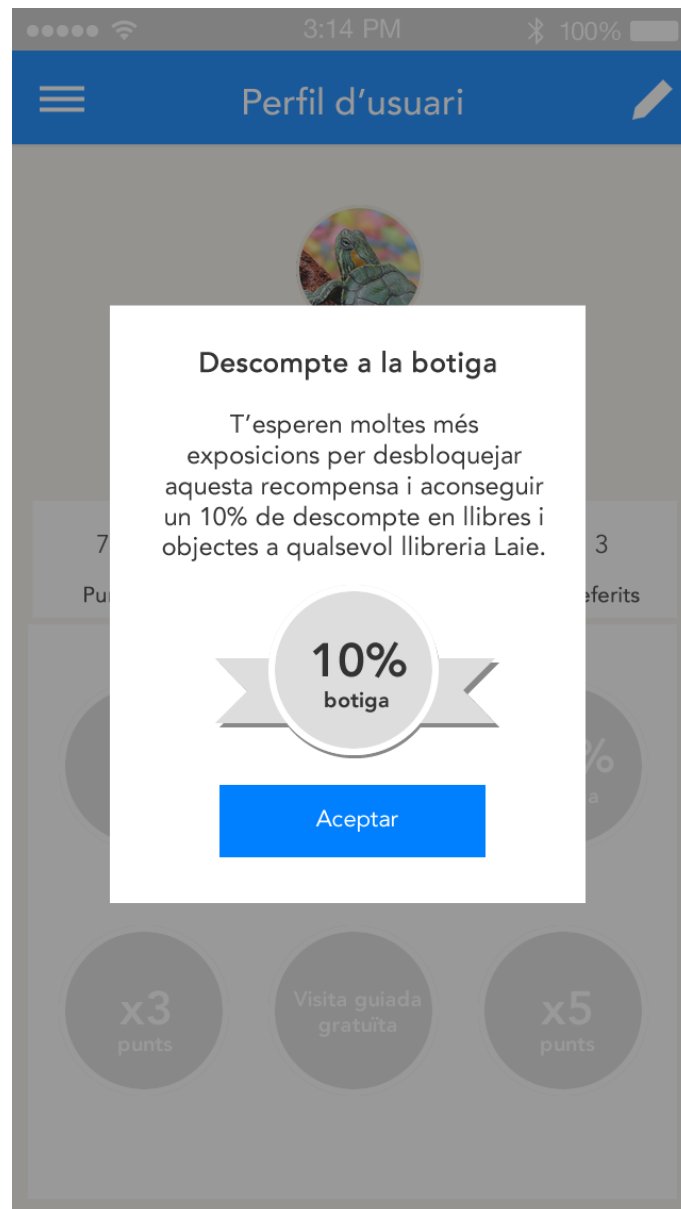 3:14 PM
100%
Perfil d’usuari
Descompte a la botiga
T’esperen moltes més
exposicions per desbloquejar
aquesta recompensa i aconseguir
un 10% de descompte en llibres i
objectes a qualsevol llibreria Laie.
7
3
10%
botiga
Aceptar
x3
punts
Visita guiada
gratuïta
x5
punts